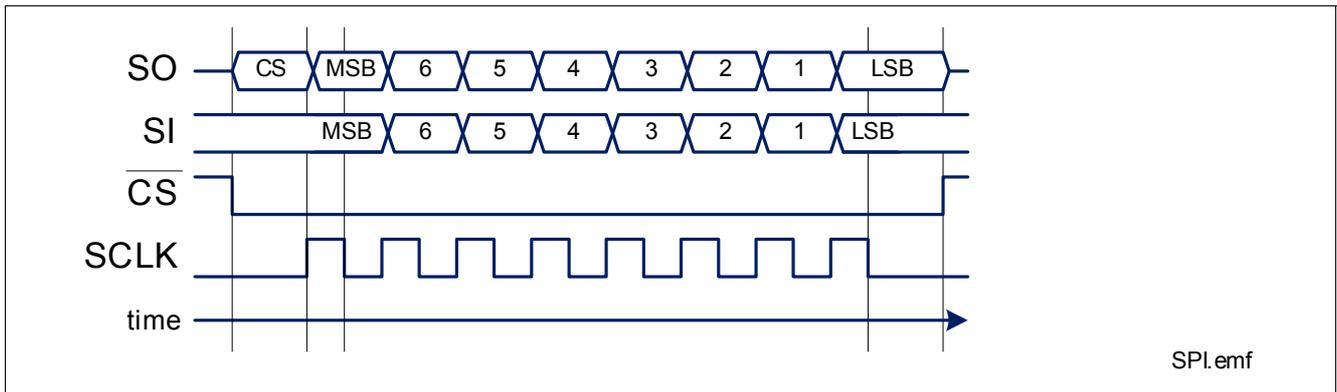 SO CS MSB 6 5 4 3 2 1 LSB
SI MSB 6 5 4 3 2 1 LSB
CS
SCLK
time
SPI.emf